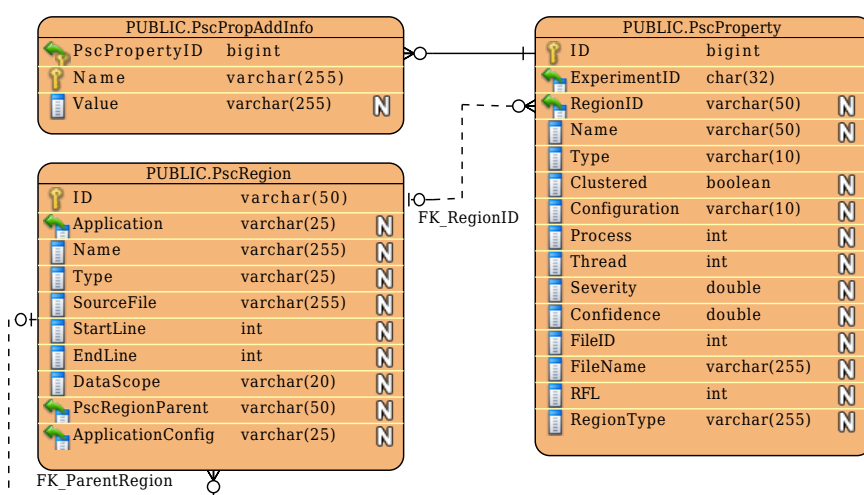 PUBLIC.PscPropAddInfo
PscPropertyID bigint
Name varchar(255)
Value varchar(255) N
PUBLIC.PscRegion
ID varchar(50)
Application varchar(25) N
Name varchar(255) N
Type varchar(25) N
SourceFile varchar(255) N
StartLine int N
EndLine int N
DataScope varchar(20) N
PscRegionParent varchar(50) N
ApplicationConfig varchar(25) N
FK_ParentRegion
FK_RegionID
PUBLIC.PscProperty
ID bigint
ExperimentID char(32)
RegionID varchar(50) N
Name varchar(50) N
Type varchar(10)
Clustered boolean N
Configuration varchar(10) N
Process int N
Thread int N
Severity double N
Confidence double N
FileID int N
FileName varchar(255) N
RFL int N
RegionType varchar(255) N